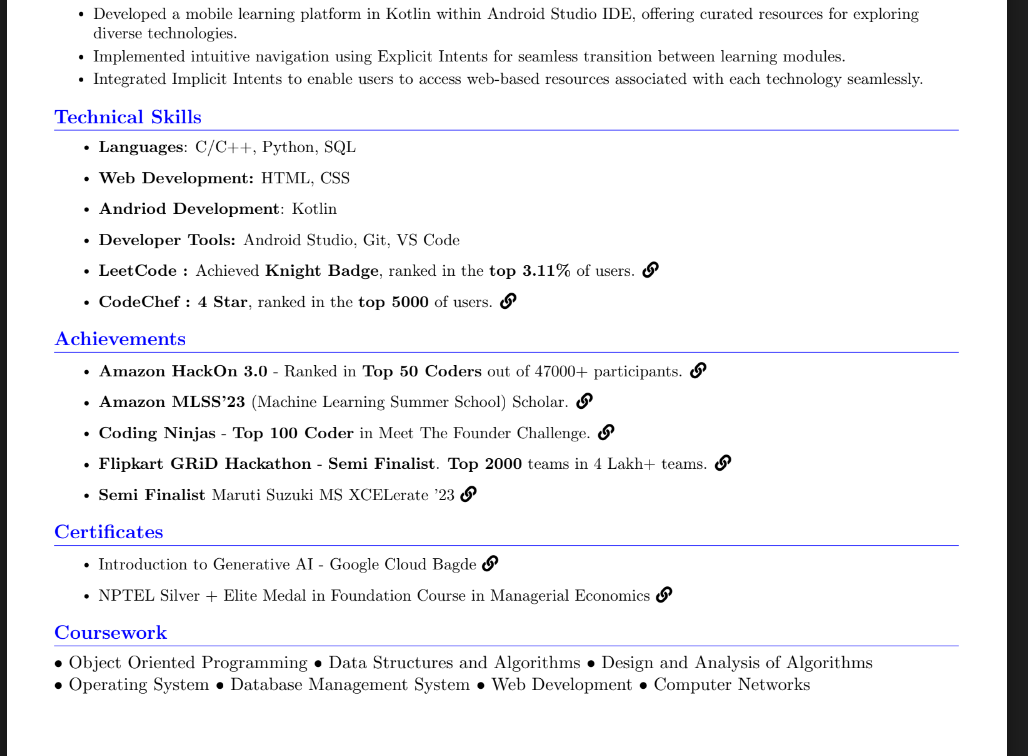 • Developed a mobile learning platform in Kotlin within Android Studio IDE, offering curated resources for exploring
diverse technologies.
• Implemented intuitive navigation using Explicit Intents for seamless transition between learning modules.
• Integrated Implicit Intents to enable users to access web-based resources associated with each technology seamlessly.
Technical Skills
• Languages: C/C++, Python, SQL
• Web Development: HTML, CSS
• Andriod Development: Kotlin
• Developer Tools: Android Studio, Git, VS Code
• LeetCode : Achieved Knight Badge, ranked in the top 3.11% of users.
• CodeChef : 4 Star, ranked in the top 5000 of users.
Achievements
• Amazon HackOn 3.0 - Ranked in Top 50 Coders out of 47000+ participants.
• Amazon MLSS'23 (Machine Learning Summer School) Scholar.
• Coding Ninjas - Top 100 Coder in Meet The Founder Challenge.
• Flipkart GRiD Hackathon - Semi Finalist. Top 2000 teams in 4 Lakh+ teams.
• Semi Finalist Maruti Suzuki MS XCELerate '23
Certificates
• Introduction to Generative AI - Google Cloud Bagde
• NPTEL Silver + Elite Medal in Foundation Course in Managerial Economics
Coursework
• Object Oriented Programming • Data Structures and Algorithms • Design and Analysis of Algorithms
• Operating System • Database Management System • Web Development • Computer Networks